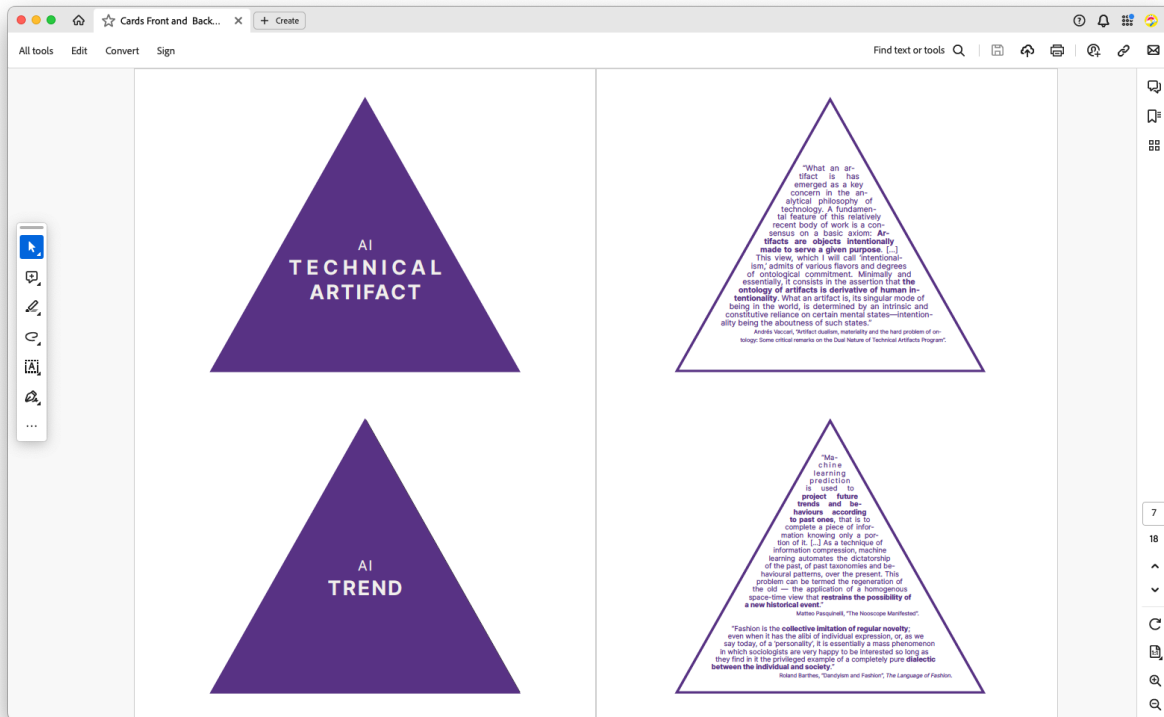 Cards Front and Back...
Create
All tools
Edit
Convert
Sign
Find text or tools
AI
TECHNICAL
ARTIFACT
"What an ar-
tifact is has
emerged as a key
concern in the an-
alytical philosophy of
technology. A fundamen-
tal feature of this relatively
recent body of work is a con-
sensus on a basic axiom: Ar-
tifacts are objects intentionally
made to serve a given purpose. [...]
This view, which I will call 'intentional-
ism,' admits of various flavors and degrees
of ontological commitment. Minimally and
essentially, it consists in the assertion that the
ontology of artifacts is derivative of human in-
tentionality. What an artifact is, its singular mode of
being in the world, is determined by an intrinsic and
constitutive reliance on certain mental states—intention-
ality being the aboutness of such states."
Andrés Vaccari, "Artifact dualism, materiality and the hard problem of on-
tology: Some critical remarks on the Dual Nature of Technical Artifacts Program".
AI
TREND
"Ma-
chine
learning
prediction
is used to
project future
trends and be-
haviours according
to past ones, that is to
complete a piece of infor-
mation knowing only a por-
tion of it. [...] As a technique of
information compression, machine
learning automates the dictatorship
of the past, of past taxonomies and be-
havioural patterns, over the present. This
problem can be termed the regeneration of
the old — the application of a homogenous
space-time view that restrains the possibility of
a new historical event."
Matteo Pasquinelli, "The Nooscope Manifested".
"Fashion is the collective imitation of regular novelty;
even when it has the alibi of individual expression, or, as we
say today, of a 'personality', it is essentially a mass phenomenon
in which sociologists are very happy to be interested so long as
they find in it the privileged example of a completely pure dialectic
between the individual and society."
Roland Barthes, "Dandyism and Fashion", The Language of Fashion.
7
18